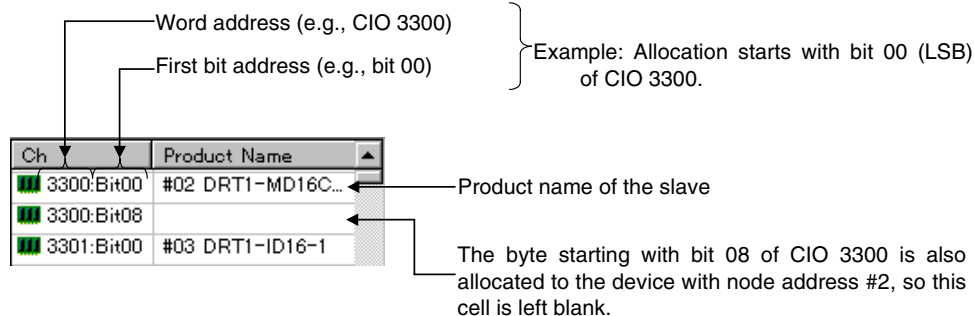 Word address (e.g., CIO 3300)
First bit address (e.g., bit 00)
Example: Allocation starts with bit 00 (LSB)
of CIO 3300.
Ch Product Name
3300:Bit00 #02 DRT1-MD16C...
Product name of the slave
3300:Bit08
3301:Bit00 #03 DRT1-ID16-1
The byte starting with bit 08 of CIO 3300 is also
allocated to the device with node address #2, so this
cell is left blank.